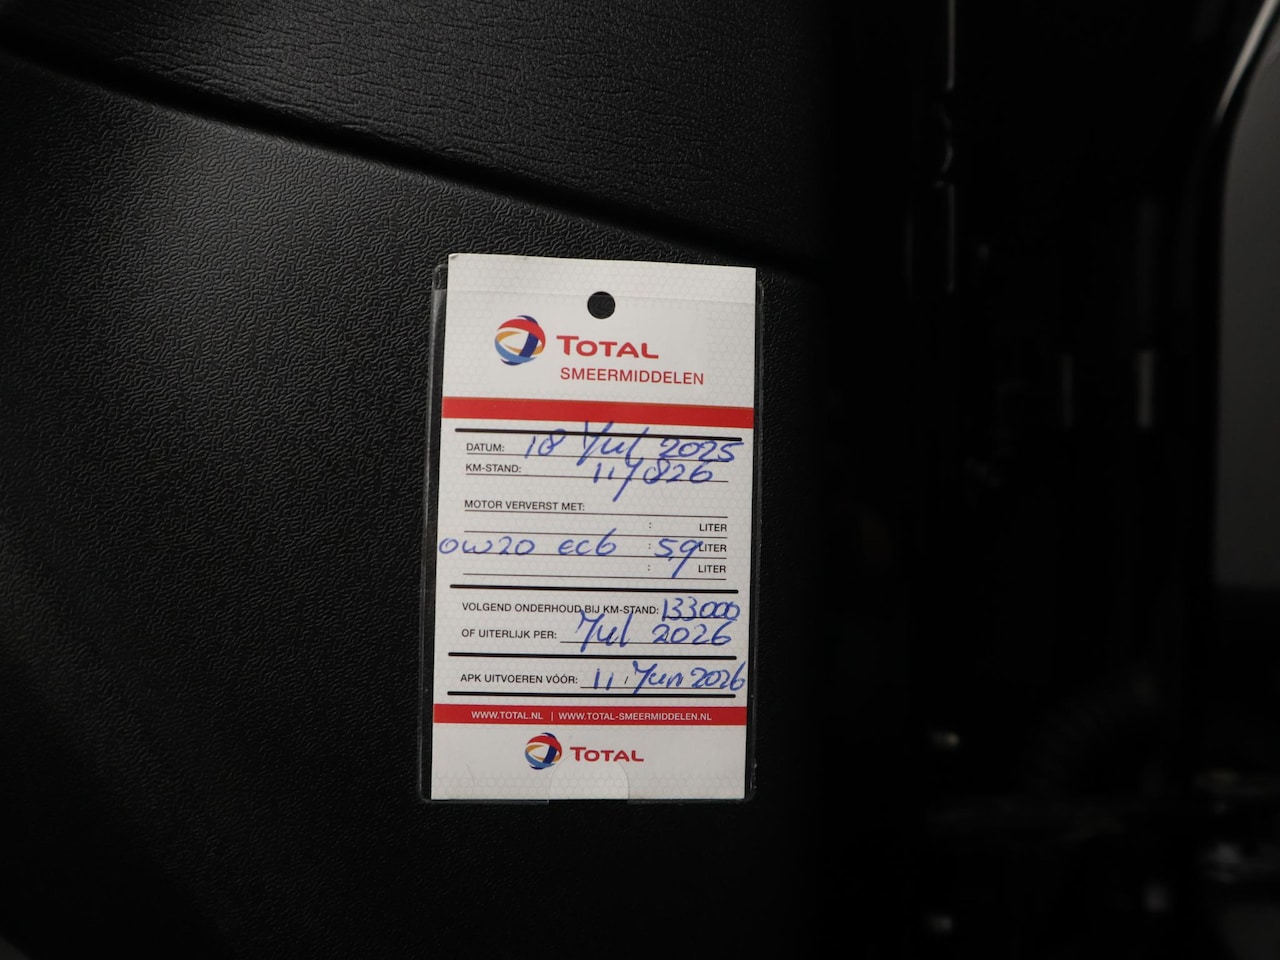 TOTAL
SMEERMIDDELEN
DATUM: 18 Jul 2025
KM-STAND: 117826
MOTOR VERVERST MET:
: LITER
0W20 ec6 : 5,9 LITER
: LITER
VOLGEND ONDERHOUD BIJ KM-STAND: 133000
OF UITERLIJK PER: Jul 2026
APK UITVOEREN VÓÓR: 11 Jun 2026
WWW.TOTAL.NL | WWW.TOTAL-SMEERMIDDELEN.NL
TOTAL